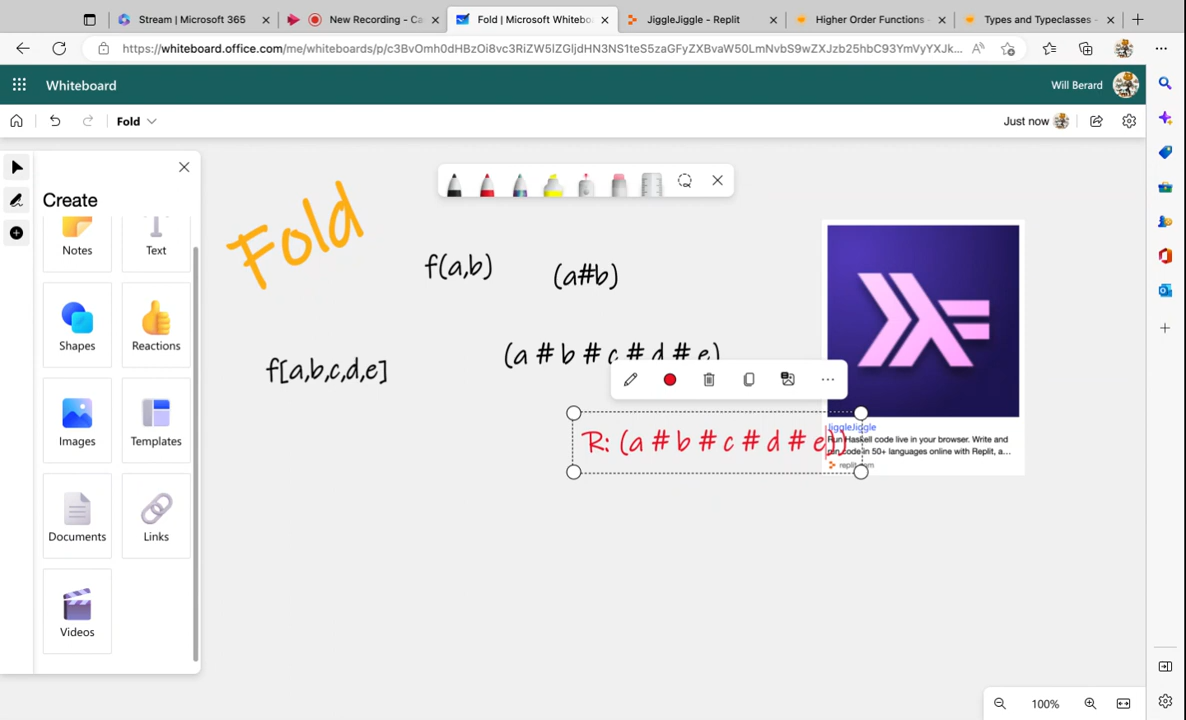 Stream | Microsoft 365
New Recording - Ca
Fold | Microsoft Whiteboa
JiggleJiggle - Replit
Higher Order Functions -
Types and Typeclasses -
https://whiteboard.office.com/me/whiteboards/p/c3BvOmh0dHBzOi8vc3RiZW5lZGljdHN3NS1teS5zaGFyZXBvaW50LmNvbS9wZXJzb25hbC93YmVyYXJk...
Whiteboard
Will Berard
Fold
Just now
Create
Notes
Text
Shapes
Reactions
Images
Templates
Documents
Links
Videos
Fold
f(a,b)
(a#b)
f[a,b,c,d,e]
(a # b # c # d # e)
R: (a # b # c # d # e))
JiggleJiggle
Run Haskell code live in your browser. Write and
run code in 50+ languages online with Replit, a...
replit.com
100%